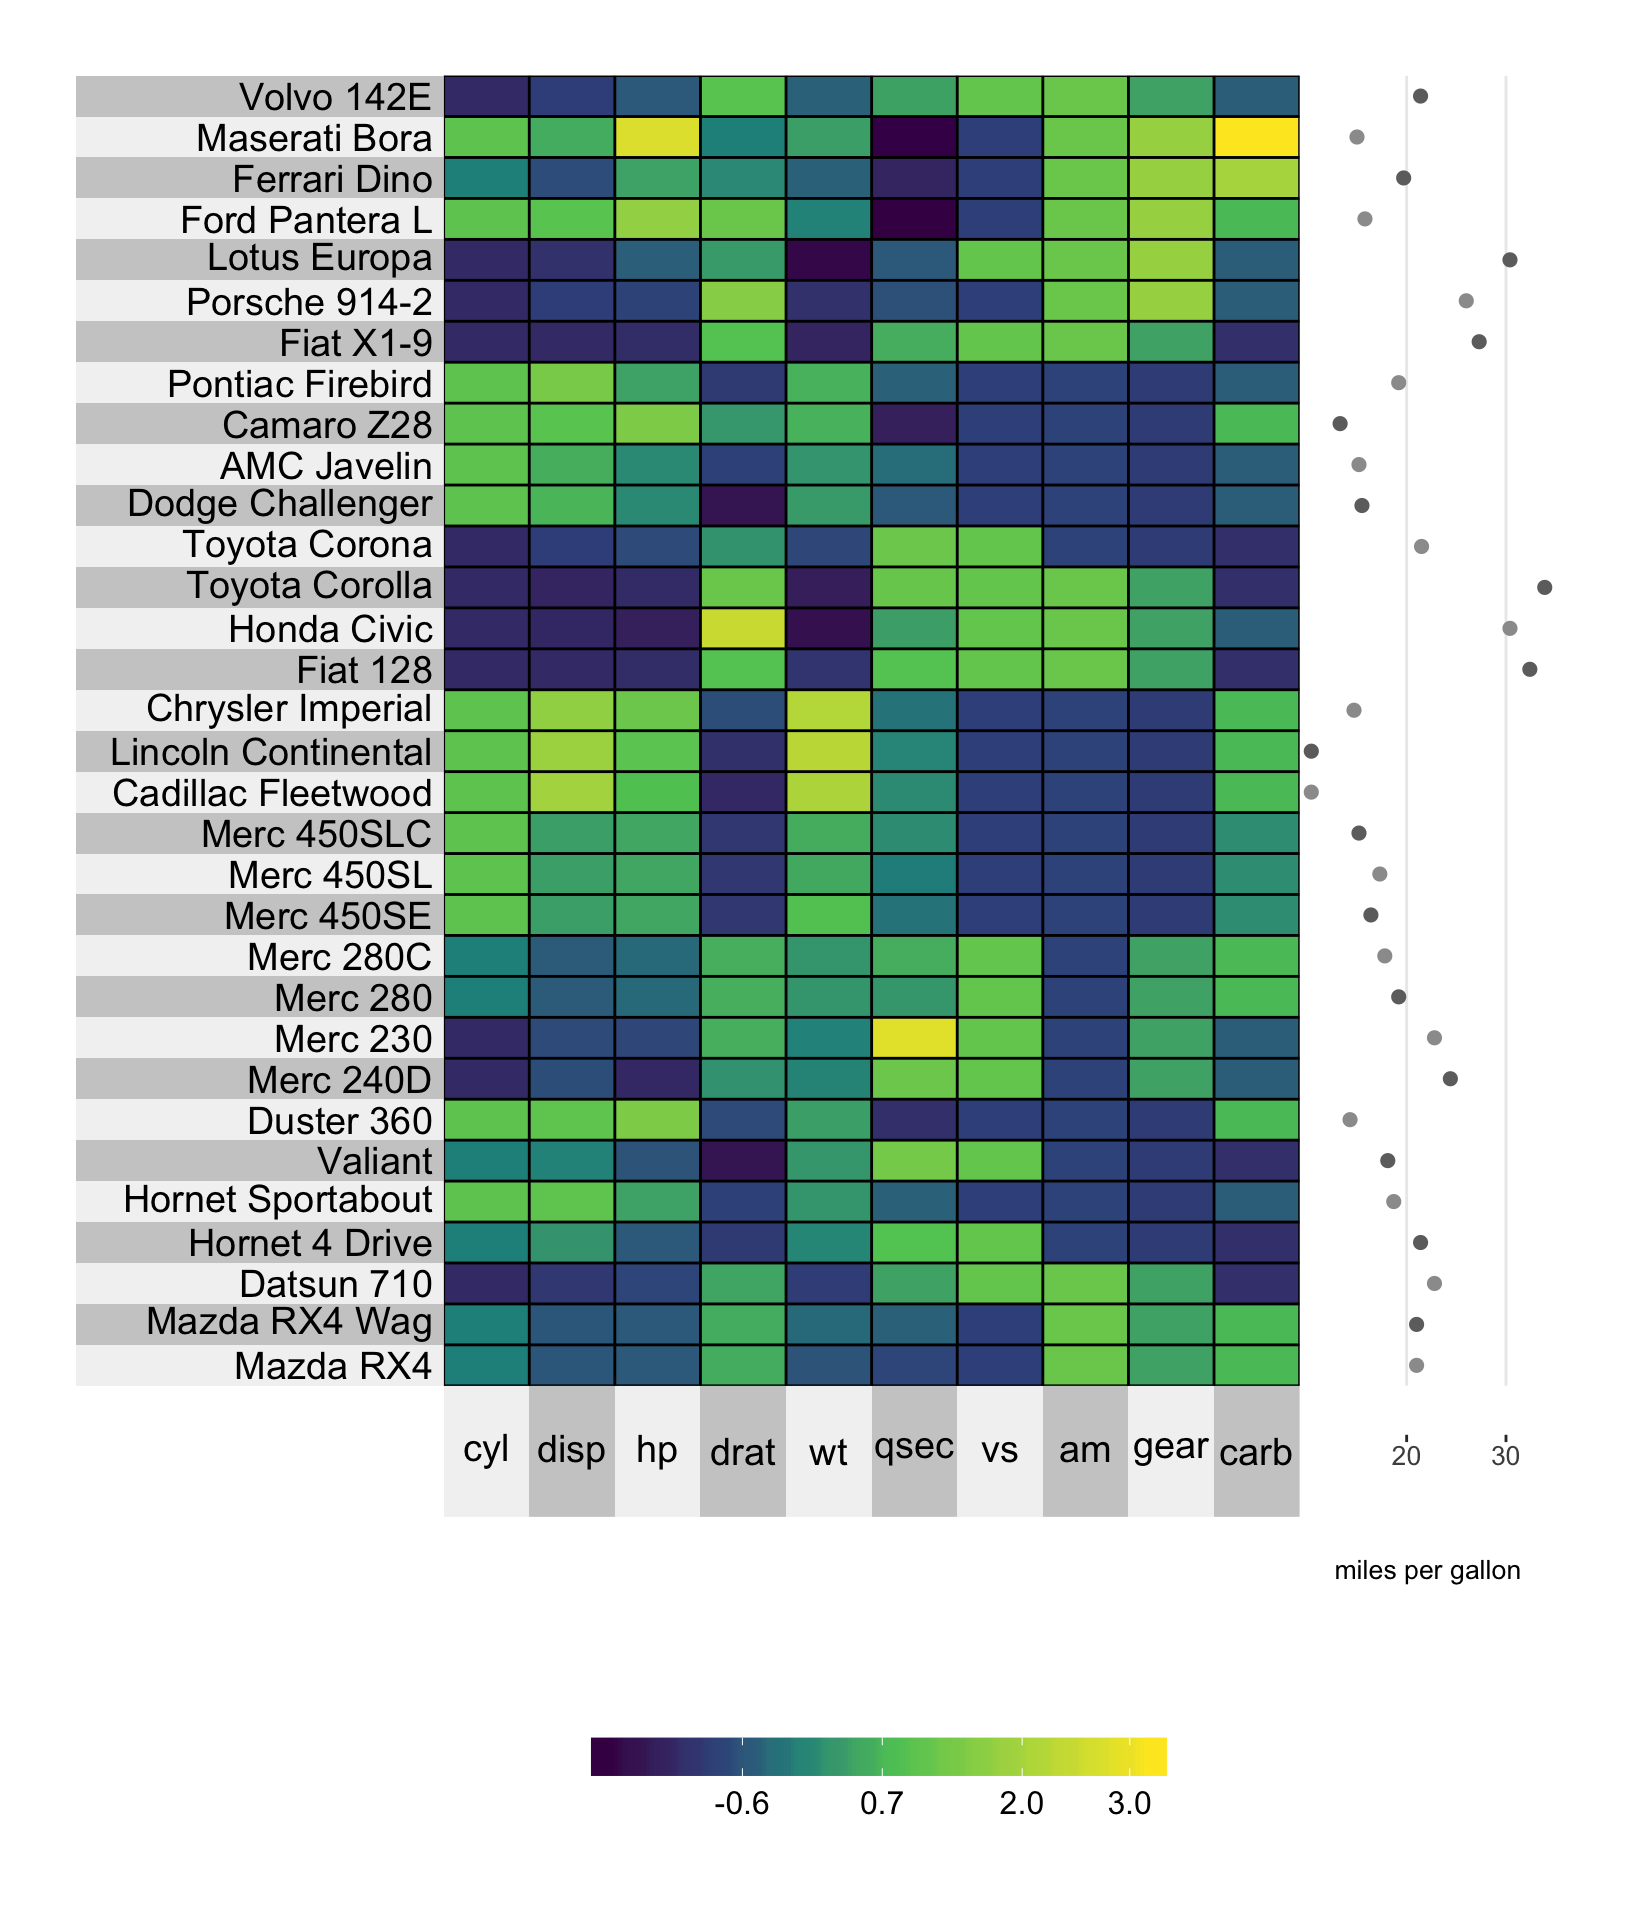 Volvo 142E
Maserati Bora
Ferrari Dino
Ford Pantera L
Lotus Europa
Porsche 914-2
Fiat X1-9
Pontiac Firebird
Camaro Z28
AMC Javelin
Dodge Challenger
Toyota Corona
Toyota Corolla
Honda Civic
Fiat 128
Chrysler Imperial
Lincoln Continental
Cadillac Fleetwood
Merc 450SLC
Merc 450SL
Merc 450SE
Merc 280C
Merc 280
Merc 230
Merc 240D
Duster 360
Valiant
Hornet Sportabout
Hornet 4 Drive
Datsun 710
Mazda RX4 Wag
Mazda RX4
cyl disp hp drat wt qsec vs am gear carb
20 30
miles per gallon
-0.6 0.7 2.0 3.0